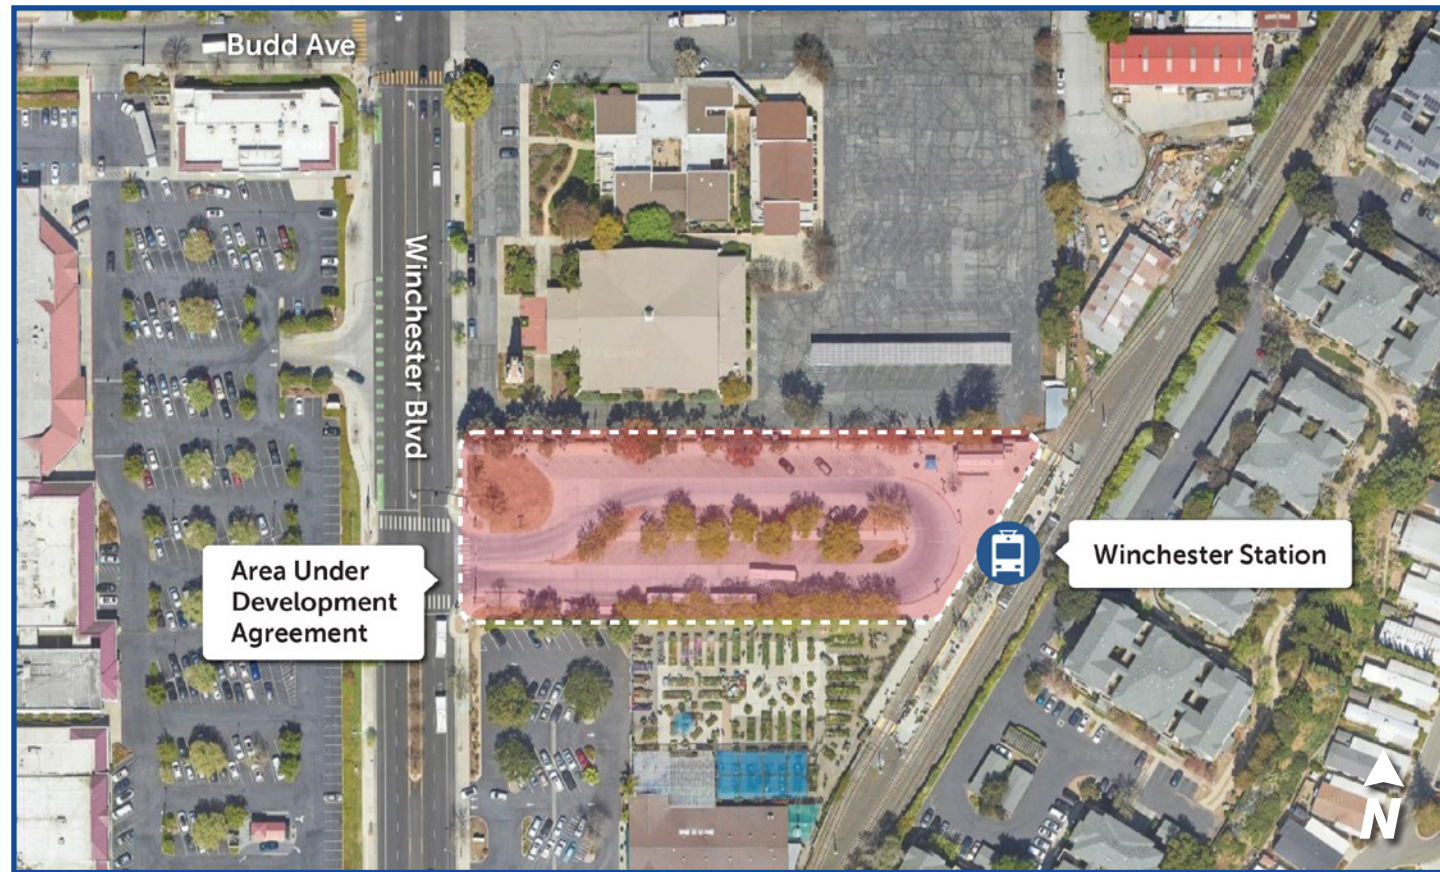 Budd Ave
Winchester Blvd
Area Under
Development
Agreement
Winchester Station
N